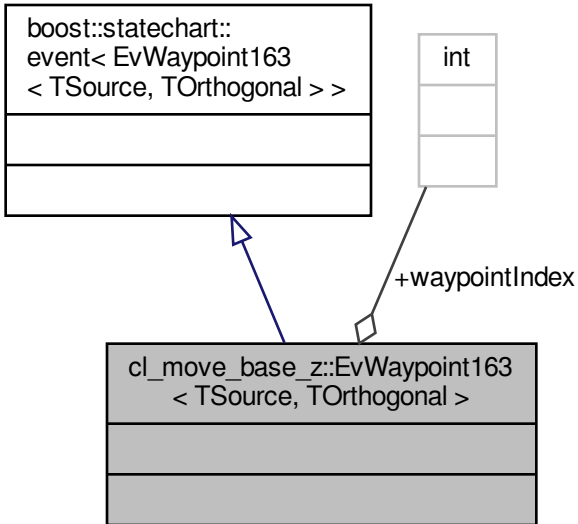 boost::statechart::
event< EvWaypoint163
< TSource, TOrthogonal > >
int
+waypointIndex
cl_move_base_z::EvWaypoint163
< TSource, TOrthogonal >